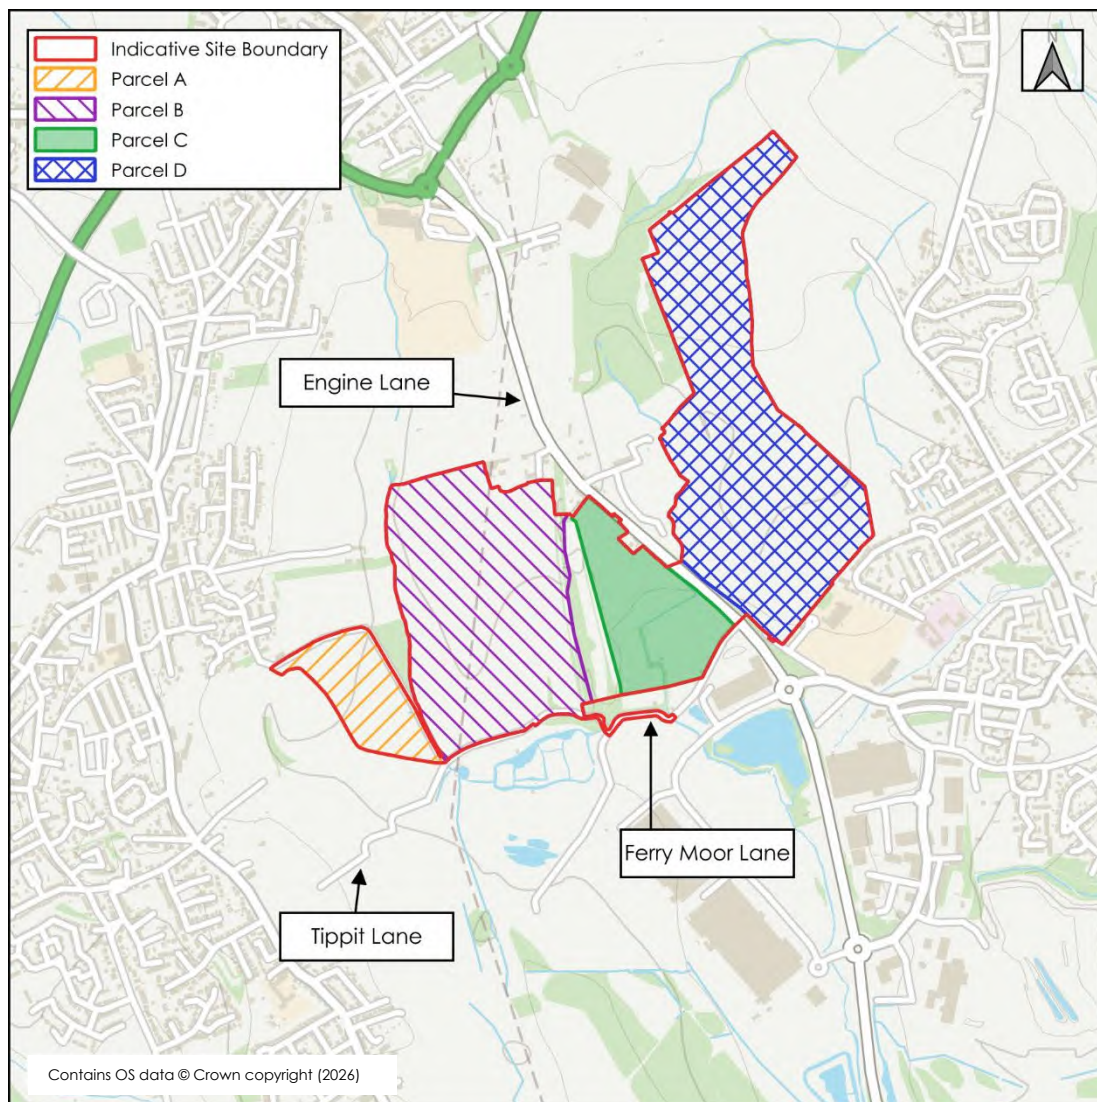 Indicative Site Boundary
Parcel A
Parcel B
Parcel C
Parcel D
Engine Lane
Ferry Moor Lane
Tippit Lane
Contains OS data © Crown copyright (2026)